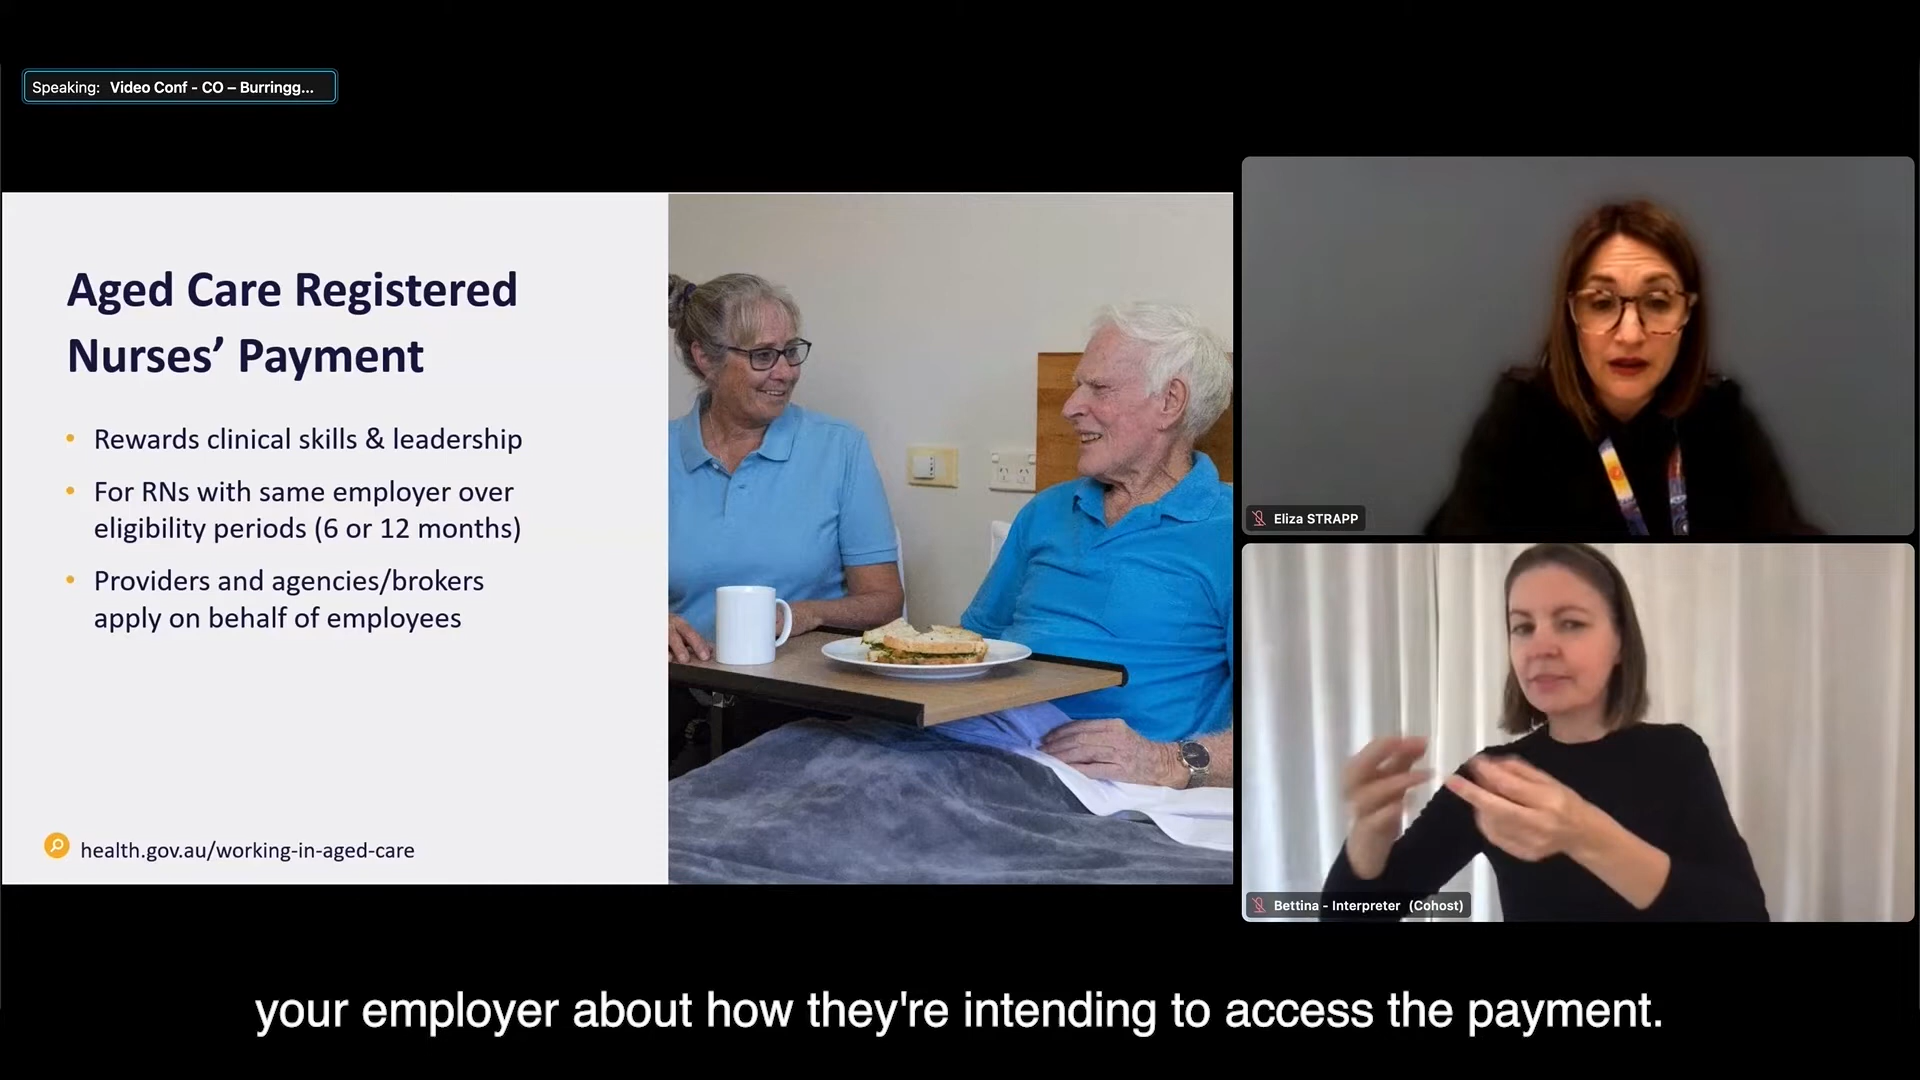 Speaking: Video Conf - CO – Burringg...
Aged Care Registered
Nurses’ Payment
• Rewards clinical skills & leadership
• For RNs with same employer over
eligibility periods (6 or 12 months)
• Providers and agencies/brokers
apply on behalf of employees
health.gov.au/working-in-aged-care
Eliza STRAPP
Bettina - Interpreter (Cohost)
your employer about how they're intending to access the payment.